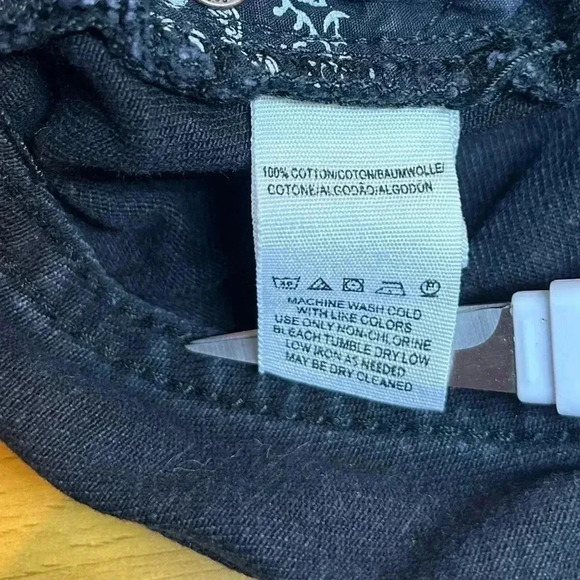 100% COTTON/COTON/BAUMWOLLE/
COTONE/ALGODÃO/ALGODON
MACHINE WASH COLD
WITH LIKE COLORS
USE ONLY NON-CHLORINE
BLEACH TUMBLE DRY LOW
LOW IRON AS NEEDED
MAY BE DRY CLEANED